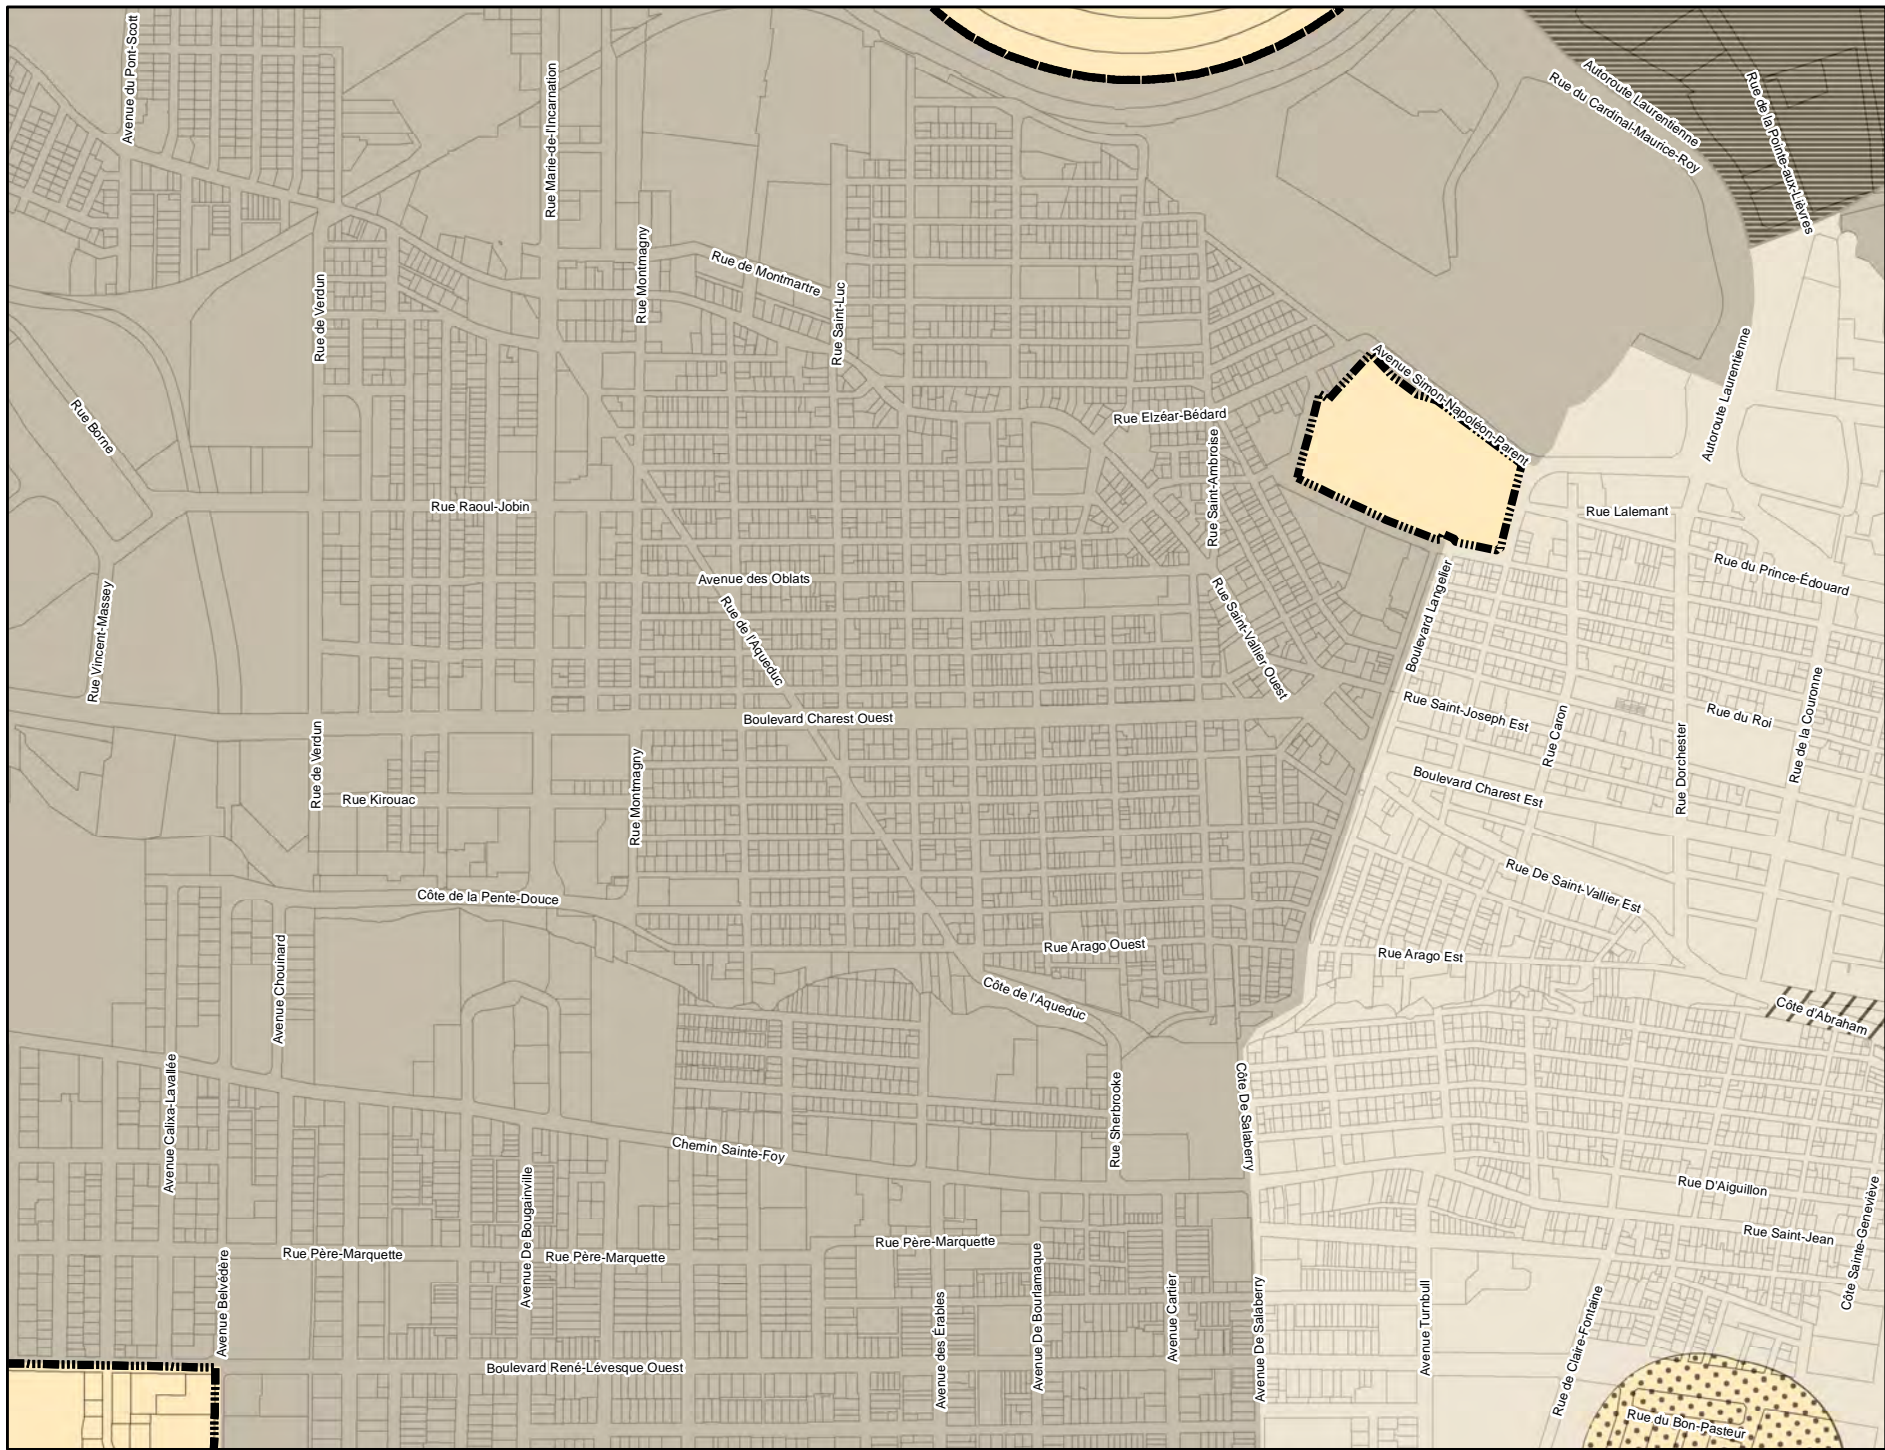 Avenue du Pont-Scott
Rue Marie-de-l'Incarnation
Autoroute Laurentienne
Rue du Cardinal-Maurice-Roy
Rue de la Pointe-aux-Lièvres
Rue Montmagny
Rue de Montmartre
Rue de Verdun
Rue Saint-Luc
Avenue Simon-Napoléon-Parent
Autoroute Laurentienne
Rue Borne
Rue Elzéar-Bédard
Rue Saint-Ambroise
Rue Raoul-Jobin
Rue Lalemant
Avenue des Oblats
Rue du Prince-Édouard
Rue Vincent-Massey
Rue de l'Aqueduc
Rue Saint-Vallier Ouest
Boulevard Langelier
Boulevard Charest Ouest
Rue Saint-Joseph Est
Rue Caron
Rue du Roi
Rue de la Couronne
Rue de Verdun
Rue Montmagny
Rue Dorchester
Rue Kirouac
Boulevard Charest Est
Côte de la Pente-Douce
Rue De Saint-Vallier Est
Avenue Chouinard
Rue Arago Ouest
Rue Arago Est
Côte de l'Aqueduc
Côte d'Abraham
Avenue Calixa-Lavallée
Rue Sherbrooke
Côte De Salaberry
Chemin Sainte-Foy
Rue D'Aiguillon
Avenue De Bougainville
Rue Saint-Jean
Côte Sainte-Geneviève
Rue Père-Marquette
Rue Père-Marquette
Rue Père-Marquette
Avenue Belvédère
Avenue des Érables
Avenue De Bourlamaque
Avenue Cartier
Avenue De Salaberry
Avenue Turnbull
Rue de Claire-Fontaine
Boulevard René-Lévesque Ouest
Rue du Bon-Pasteur